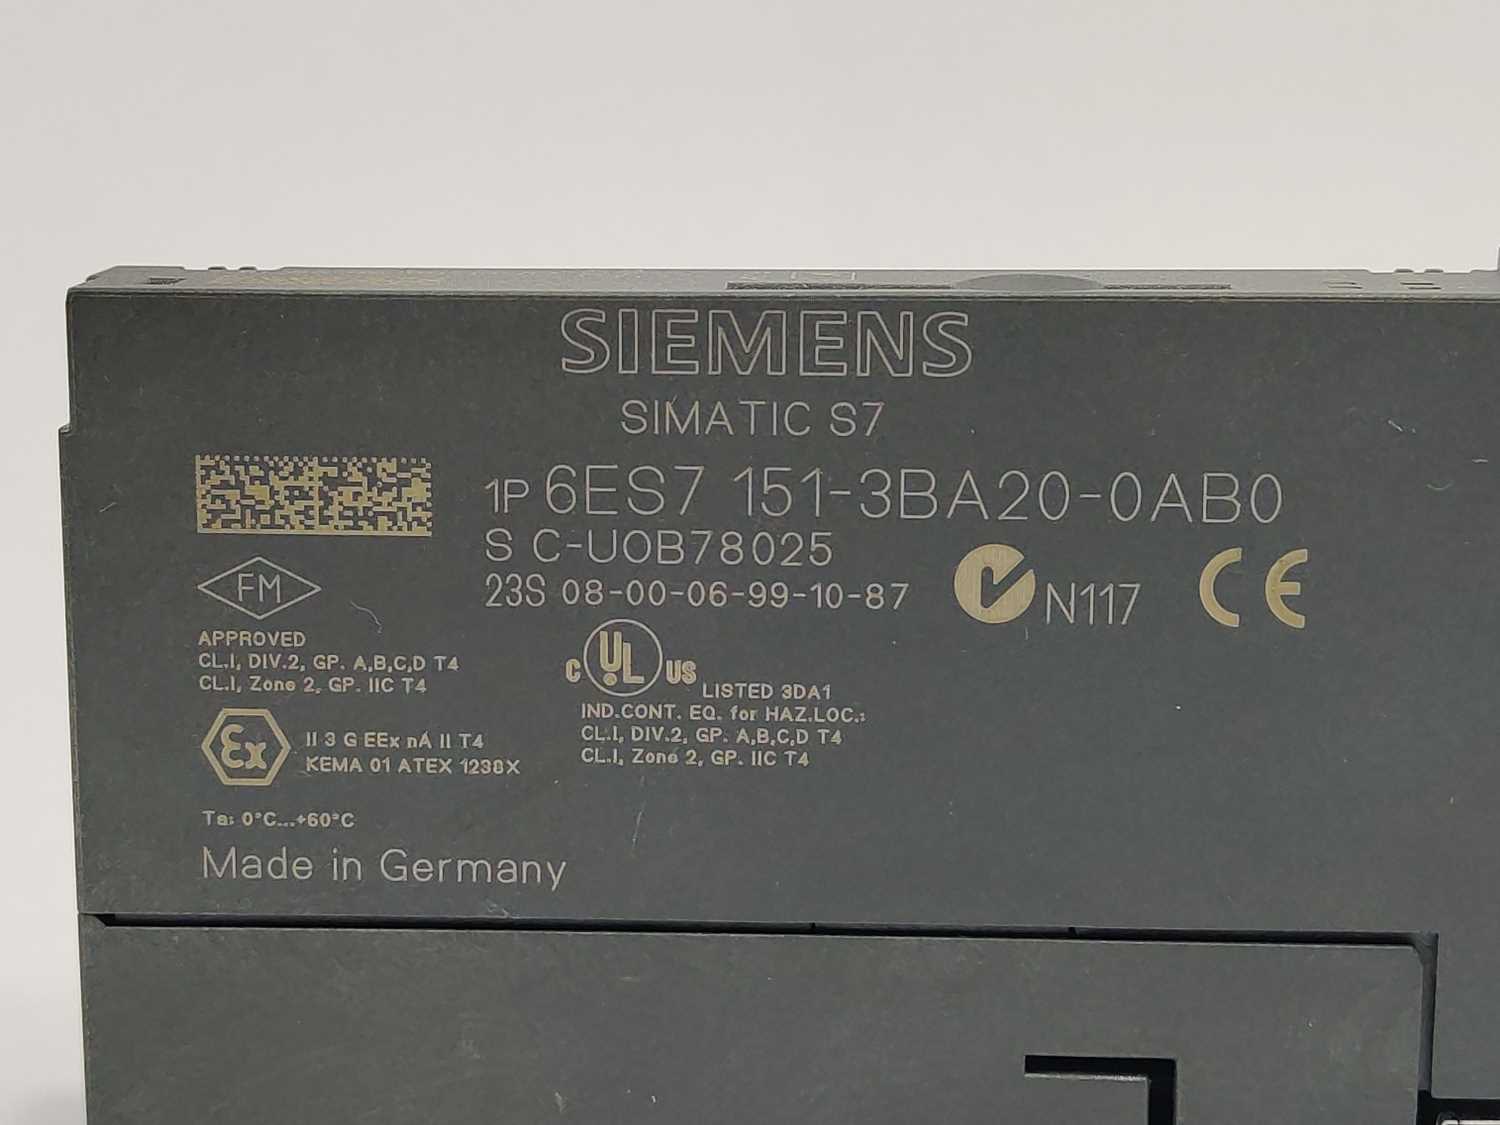 SIEMENS
SIMATIC S7
1P 6ES7 151-3BA20-0AB0
S C-U0B78025
23S 08-00-06-99-10-87
N117
CE
FM
APPROVED
CL.I, DIV.2, GP. A,B,C,D T4
CL.I, Zone 2, GP. IIC T4
C UL US
LISTED 3DA1
IND.CONT. EQ. for HAZ.LOC.:
CL.I, DIV.2, GP. A,B,C,D T4
CL.I, Zone 2, GP. IIC T4
Ex
II 3 G EEx nA II T4
KEMA 01 ATEX 1238X
Ta: 0°C...+60°C
Made in Germany